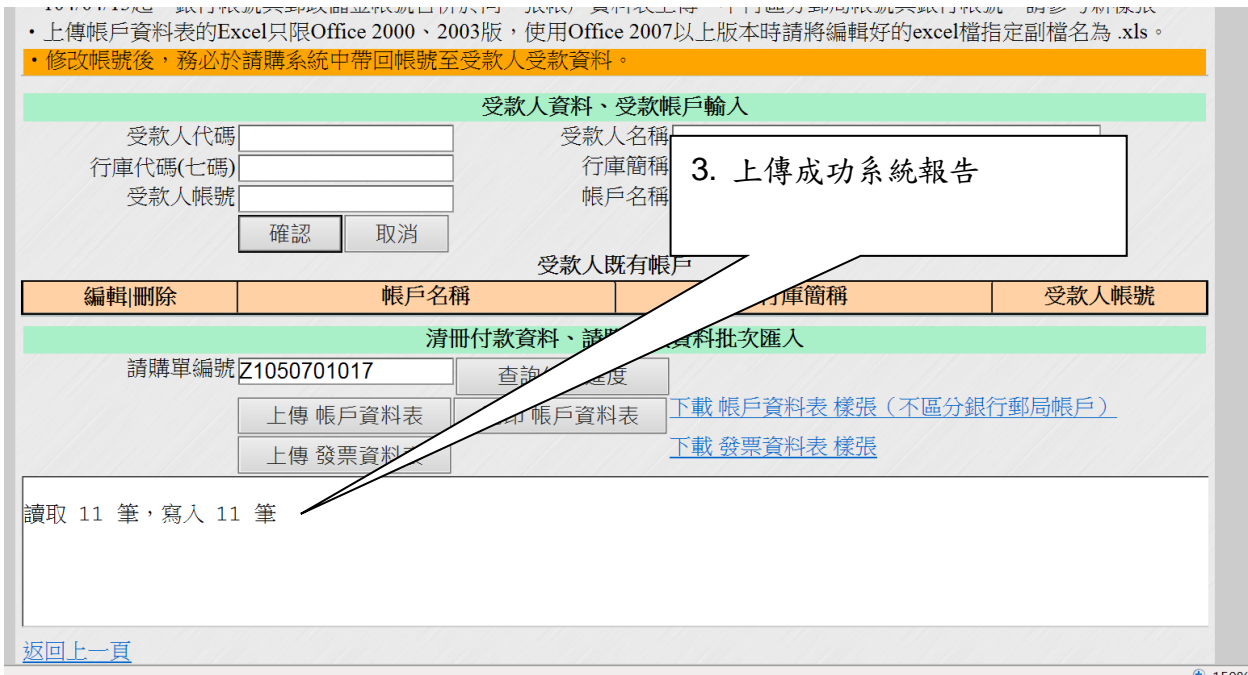 ・上傳帳戶資料表的Excel只限Office 2000、2003版，使用Office 2007以上版本時請將編輯好的excel檔指定副檔名為 .xls。
・修改帳號後，務必於請購系統中帶回帳號至受款人受款資料。
受款人資料、受款帳戶輸入
受款人代碼 受款人名稱
行庫代碼(七碼) 行庫簡稱
受款人帳號 帳戶名稱
3. 上傳成功系統報告
確認 取消
受款人既有帳戶
編輯|刪除 帳戶名稱 行庫簡稱 受款人帳號
清冊付款資料、請購 資料批次匯入
請購單編號 Z1050701017 查詢 進度
上傳 帳戶資料表 帳戶資料表 下載 帳戶資料表 樣張（不區分銀行郵局帳戶）
上傳 發票資料表 下載 發票資料表 樣張
讀取 11 筆，寫入 11 筆
返回上一頁